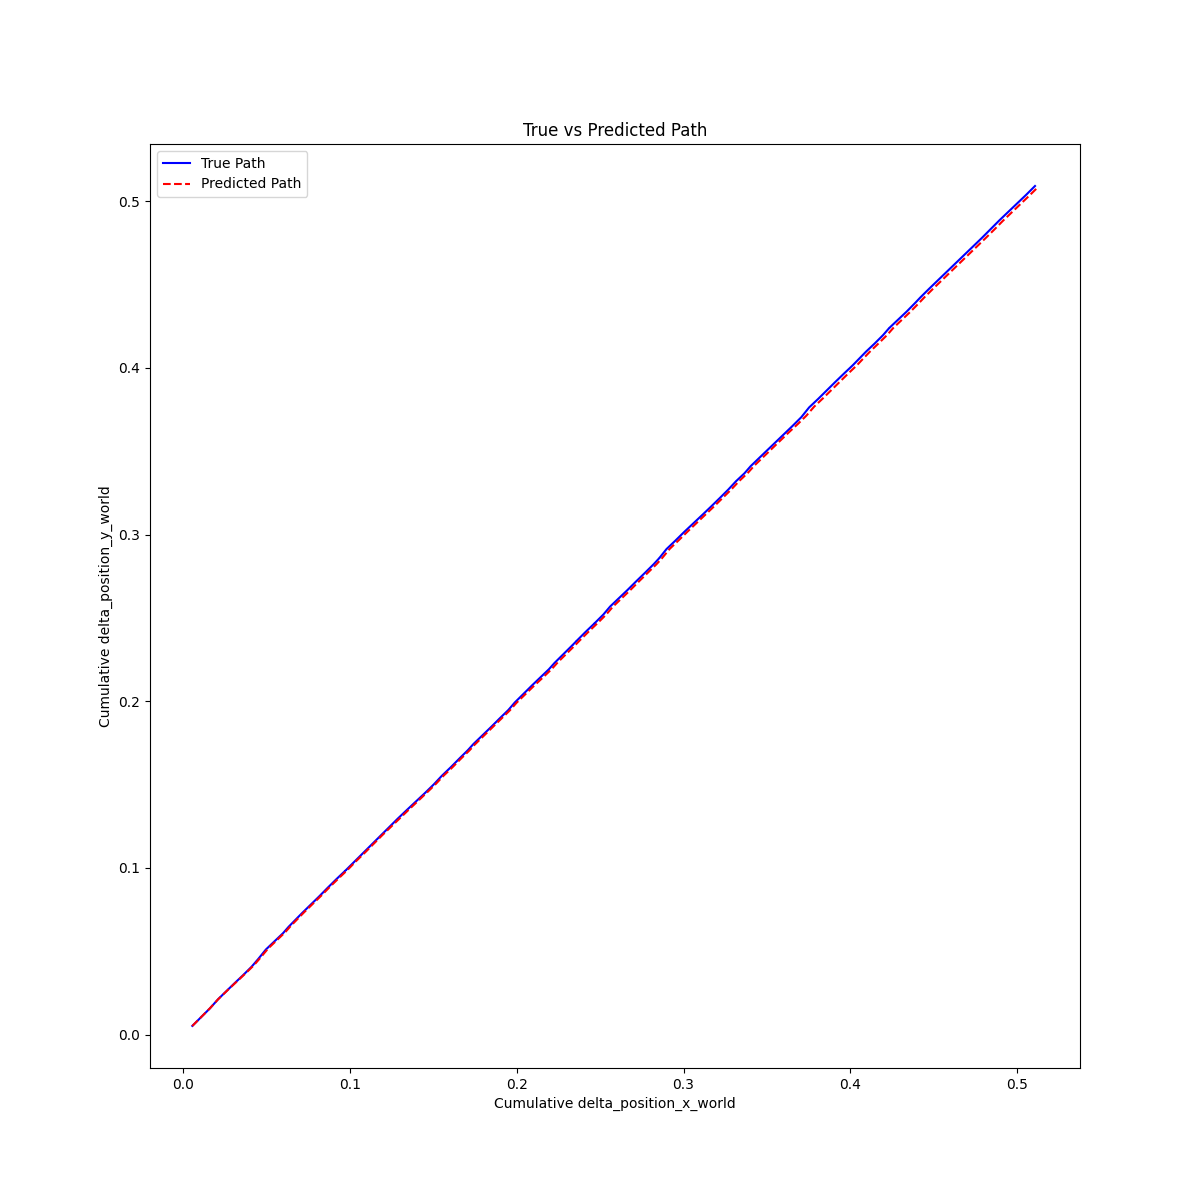 True vs Predicted Path
True Path
Predicted Path
0.5
0.4
0.3
0.2
0.1
0.0
Cumulative delta_position_y_world
0.0 0.1 0.2 0.3 0.4 0.5
Cumulative delta_position_x_world